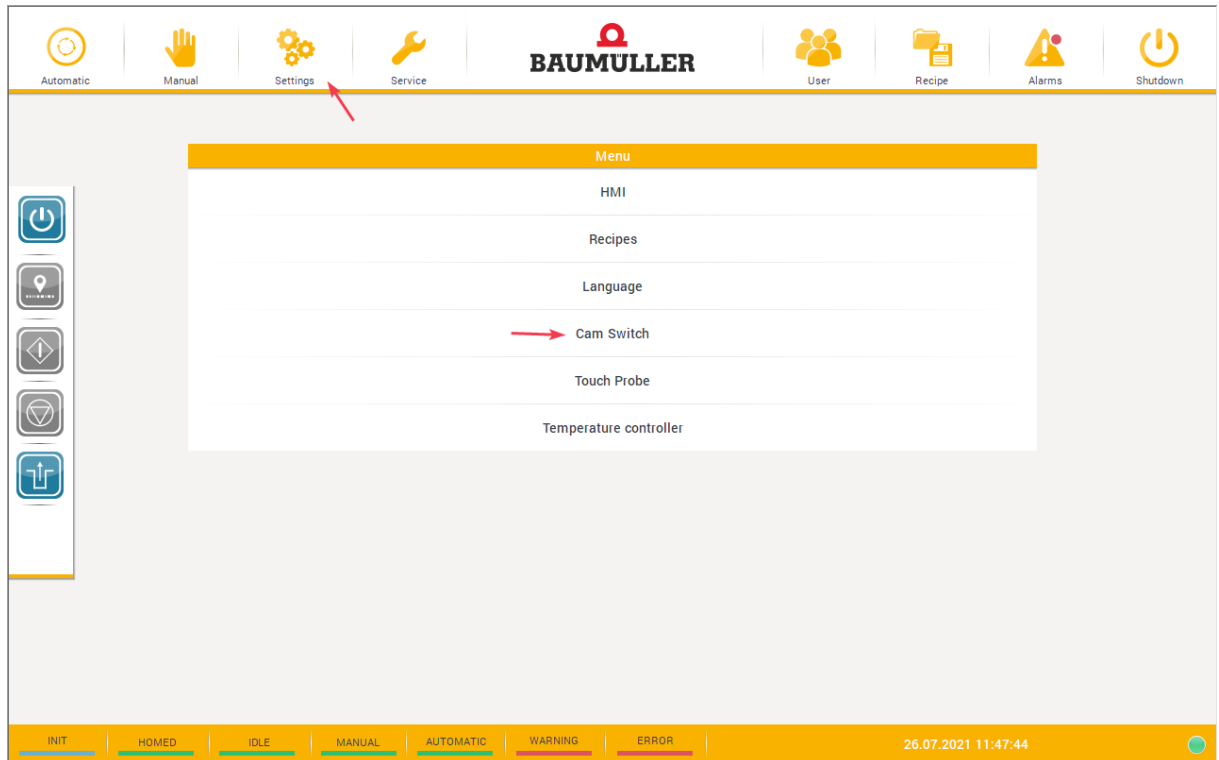 BAUMÜLLER
Automatic Manual Settings Service User Recipe Alarms Shutdown
Menu
HMI
Recipes
Language
Cam Switch
Touch Probe
Temperature controller
INIT HOMED IDLE MANUAL AUTOMATIC WARNING ERROR 26.07.2021 11:47:44